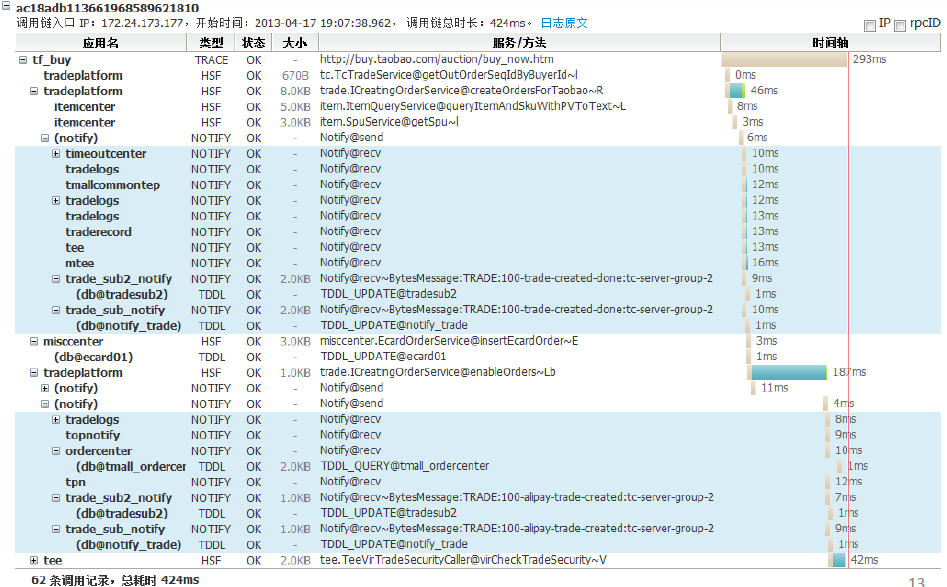 ac18adb113661968589621810
调用链入口 IP：172.24.173.177，开始时间：2013-04-17 19:07:38.962， 调用链总时长：424ms。 日志原文 IP rpcID
应用名 类型 状态 大小 服务/方法 时间轴
tf_buy TRACE OK - http://buy.taobao.com/auction/buy_now.htm 293ms
tradeplatform HSF OK 670B tc.TcTradeService@getOutOrderSeqIdByBuyerId~l 0ms
tradeplatform HSF OK 8.0KB trade.ICreatingOrderService@createOrdersForTaobao~R 46ms
itemcenter HSF OK 5.0KB item.ItemQueryService@queryItemAndSkuWithPVToText~L 8ms
itemcenter HSF OK 3.0KB item.SpuService@getSpu~l 3ms
(notify) NOTIFY OK - Notify@send 6ms
timeoutcenter NOTIFY OK - Notify@recv 10ms
tradelogs NOTIFY OK - Notify@recv 10ms
tmallcommontep NOTIFY OK - Notify@recv 12ms
tradelogs NOTIFY OK - Notify@recv 12ms
tradelogs NOTIFY OK - Notify@recv 13ms
traderecord NOTIFY OK - Notify@recv 13ms
tee NOTIFY OK - Notify@recv 13ms
mtee NOTIFY OK - Notify@recv 16ms
trade_sub2_notify NOTIFY OK 2.0KB Notify@recv~BytesMessage:TRADE:100-trade-created-done:tc-server-group-2 9ms
(db@tradesub2) TDDL OK - TDDL_UPDATE@tradesub2 1ms
trade_sub_notify NOTIFY OK 2.0KB Notify@recv~BytesMessage:TRADE:100-trade-created-done:tc-server-group-2 10ms
(db@notify_trade) TDDL OK - TDDL_UPDATE@notify_trade 1ms
misccenter HSF OK 3.0KB misccenter.EcardOrderService@insertEcardOrder~E 3ms
(db@ecard01) TDDL OK - TDDL_UPDATE@ecard01 1ms
tradeplatform HSF OK 1.0KB trade.ICreatingOrderService@enableOrders~Lb 187ms
(notify) NOTIFY OK - Notify@send 11ms
(notify) NOTIFY OK - Notify@send 4ms
tradelogs NOTIFY OK - Notify@recv 8ms
topnotify NOTIFY OK - Notify@recv 9ms
ordercenter NOTIFY OK - Notify@recv 10ms
(db@tmall_ordercer TDDL OK 2.0KB TDDL_QUERY@tmall_ordercenter 1ms
tpn NOTIFY OK - Notify@recv 12ms
trade_sub2_notify NOTIFY OK 1.0KB Notify@recv~BytesMessage:TRADE:100-alipay-trade-created:tc-server-group-2 7ms
(db@tradesub2) TDDL OK - TDDL_UPDATE@tradesub2 1ms
trade_sub_notify NOTIFY OK 1.0KB Notify@recv~BytesMessage:TRADE:100-alipay-trade-created:tc-server-group-2 9ms
(db@notify_trade) TDDL OK - TDDL_UPDATE@notify_trade 1ms
tee HSF OK 2.0KB tee.TeeVirTradeSecurityCaller@virCheckTradeSecurity~V 42ms
62 条调用记录，总耗时 424ms
13